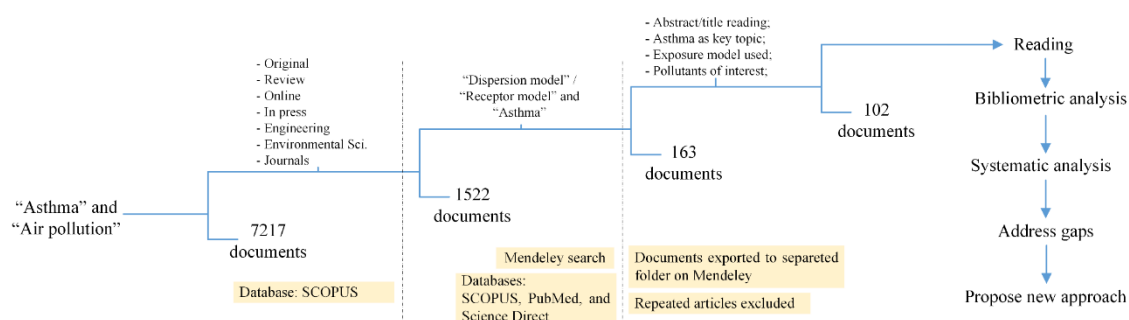 “Asthma” and
“Air pollution”
- Original
- Review
- Online
- In press
- Engineering
- Environmental Sci.
- Journals
7217
documents
Database: SCOPUS
“Dispersion model” /
“Receptor model” and
“Asthma”
1522
documents
Mendeley search
Databases:
SCOPUS, PubMed, and
Science Direct
- Abstract/title reading;
- Asthma as key topic;
- Exposure model used;
- Pollutants of interest;
163
documents
Documents exported to separeted
folder on Mendeley
Repeated articles excluded
102
documents
Reading
Bibliometric analysis
Systematic analysis
Address gaps
Propose new approach